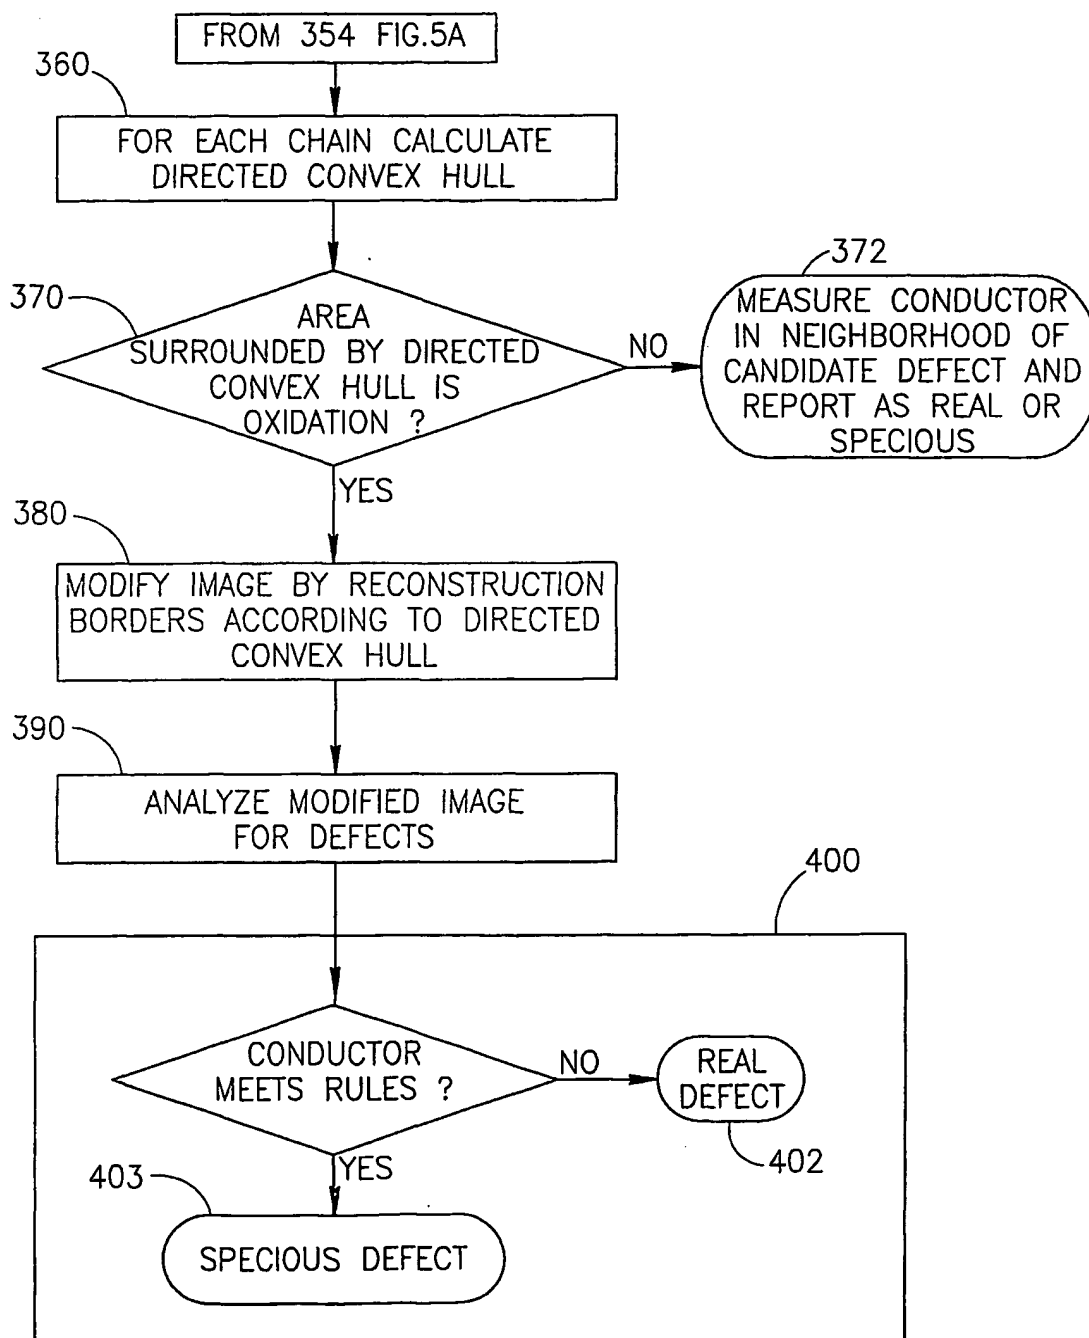 FROM 354 FIG.5A
360
FOR EACH CHAIN CALCULATE
DIRECTED CONVEX HULL
370
AREA
SURROUNDED BY DIRECTED
CONVEX HULL IS
OXIDATION ?
NO
372
MEASURE CONDUCTOR
IN NEIGHBORHOOD OF
CANDIDATE DEFECT AND
REPORT AS REAL OR
SPECIOUS
YES
380
MODIFY IMAGE BY RECONSTRUCTION
BORDERS ACCORDING TO DIRECTED
CONVEX HULL
390
ANALYZE MODIFIED IMAGE
FOR DEFECTS
400
CONDUCTOR
MEETS RULES ?
NO
REAL
DEFECT
402
YES
403
SPECIOUS DEFECT